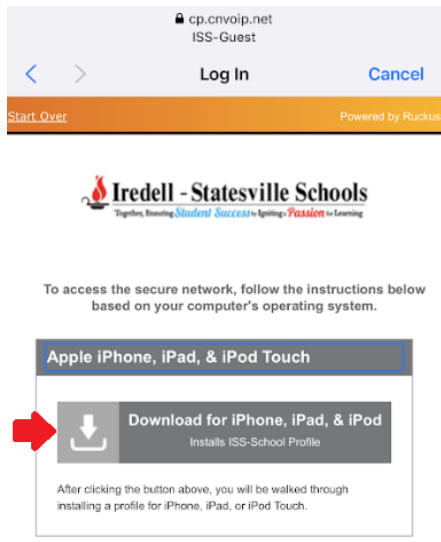 cp.cnvoip.net
ISS-Guest
Log In
Cancel
Start Over
Powered by Ruckus
Iredell - Statesville Schools
Together, Ensuring Student Success by Igniting a Passion for Learning
To access the secure network, follow the instructions below
based on your computer's operating system.
Apple iPhone, iPad, & iPod Touch
Download for iPhone, iPad, & iPod
Installs ISS-School Profile
After clicking the button above, you will be walked through
installing a profile for iPhone, iPad, or iPod Touch.